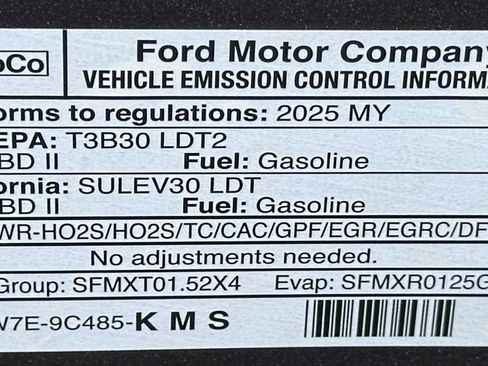 oCo
Ford Motor Company
VEHICLE EMISSION CONTROL INFORMA
orms to regulations: 2025 MY
EPA: T3B30 LDT2
BD II Fuel: Gasoline
ornia: SULEV30 LDT
BD II Fuel: Gasoline
WR-HO2S/HO2S/TC/CAC/GPF/EGR/EGRC/DF
No adjustments needed.
Group: SFMXT01.52X4 Evap: SFMXR0125G
W7E-9C485-K M S